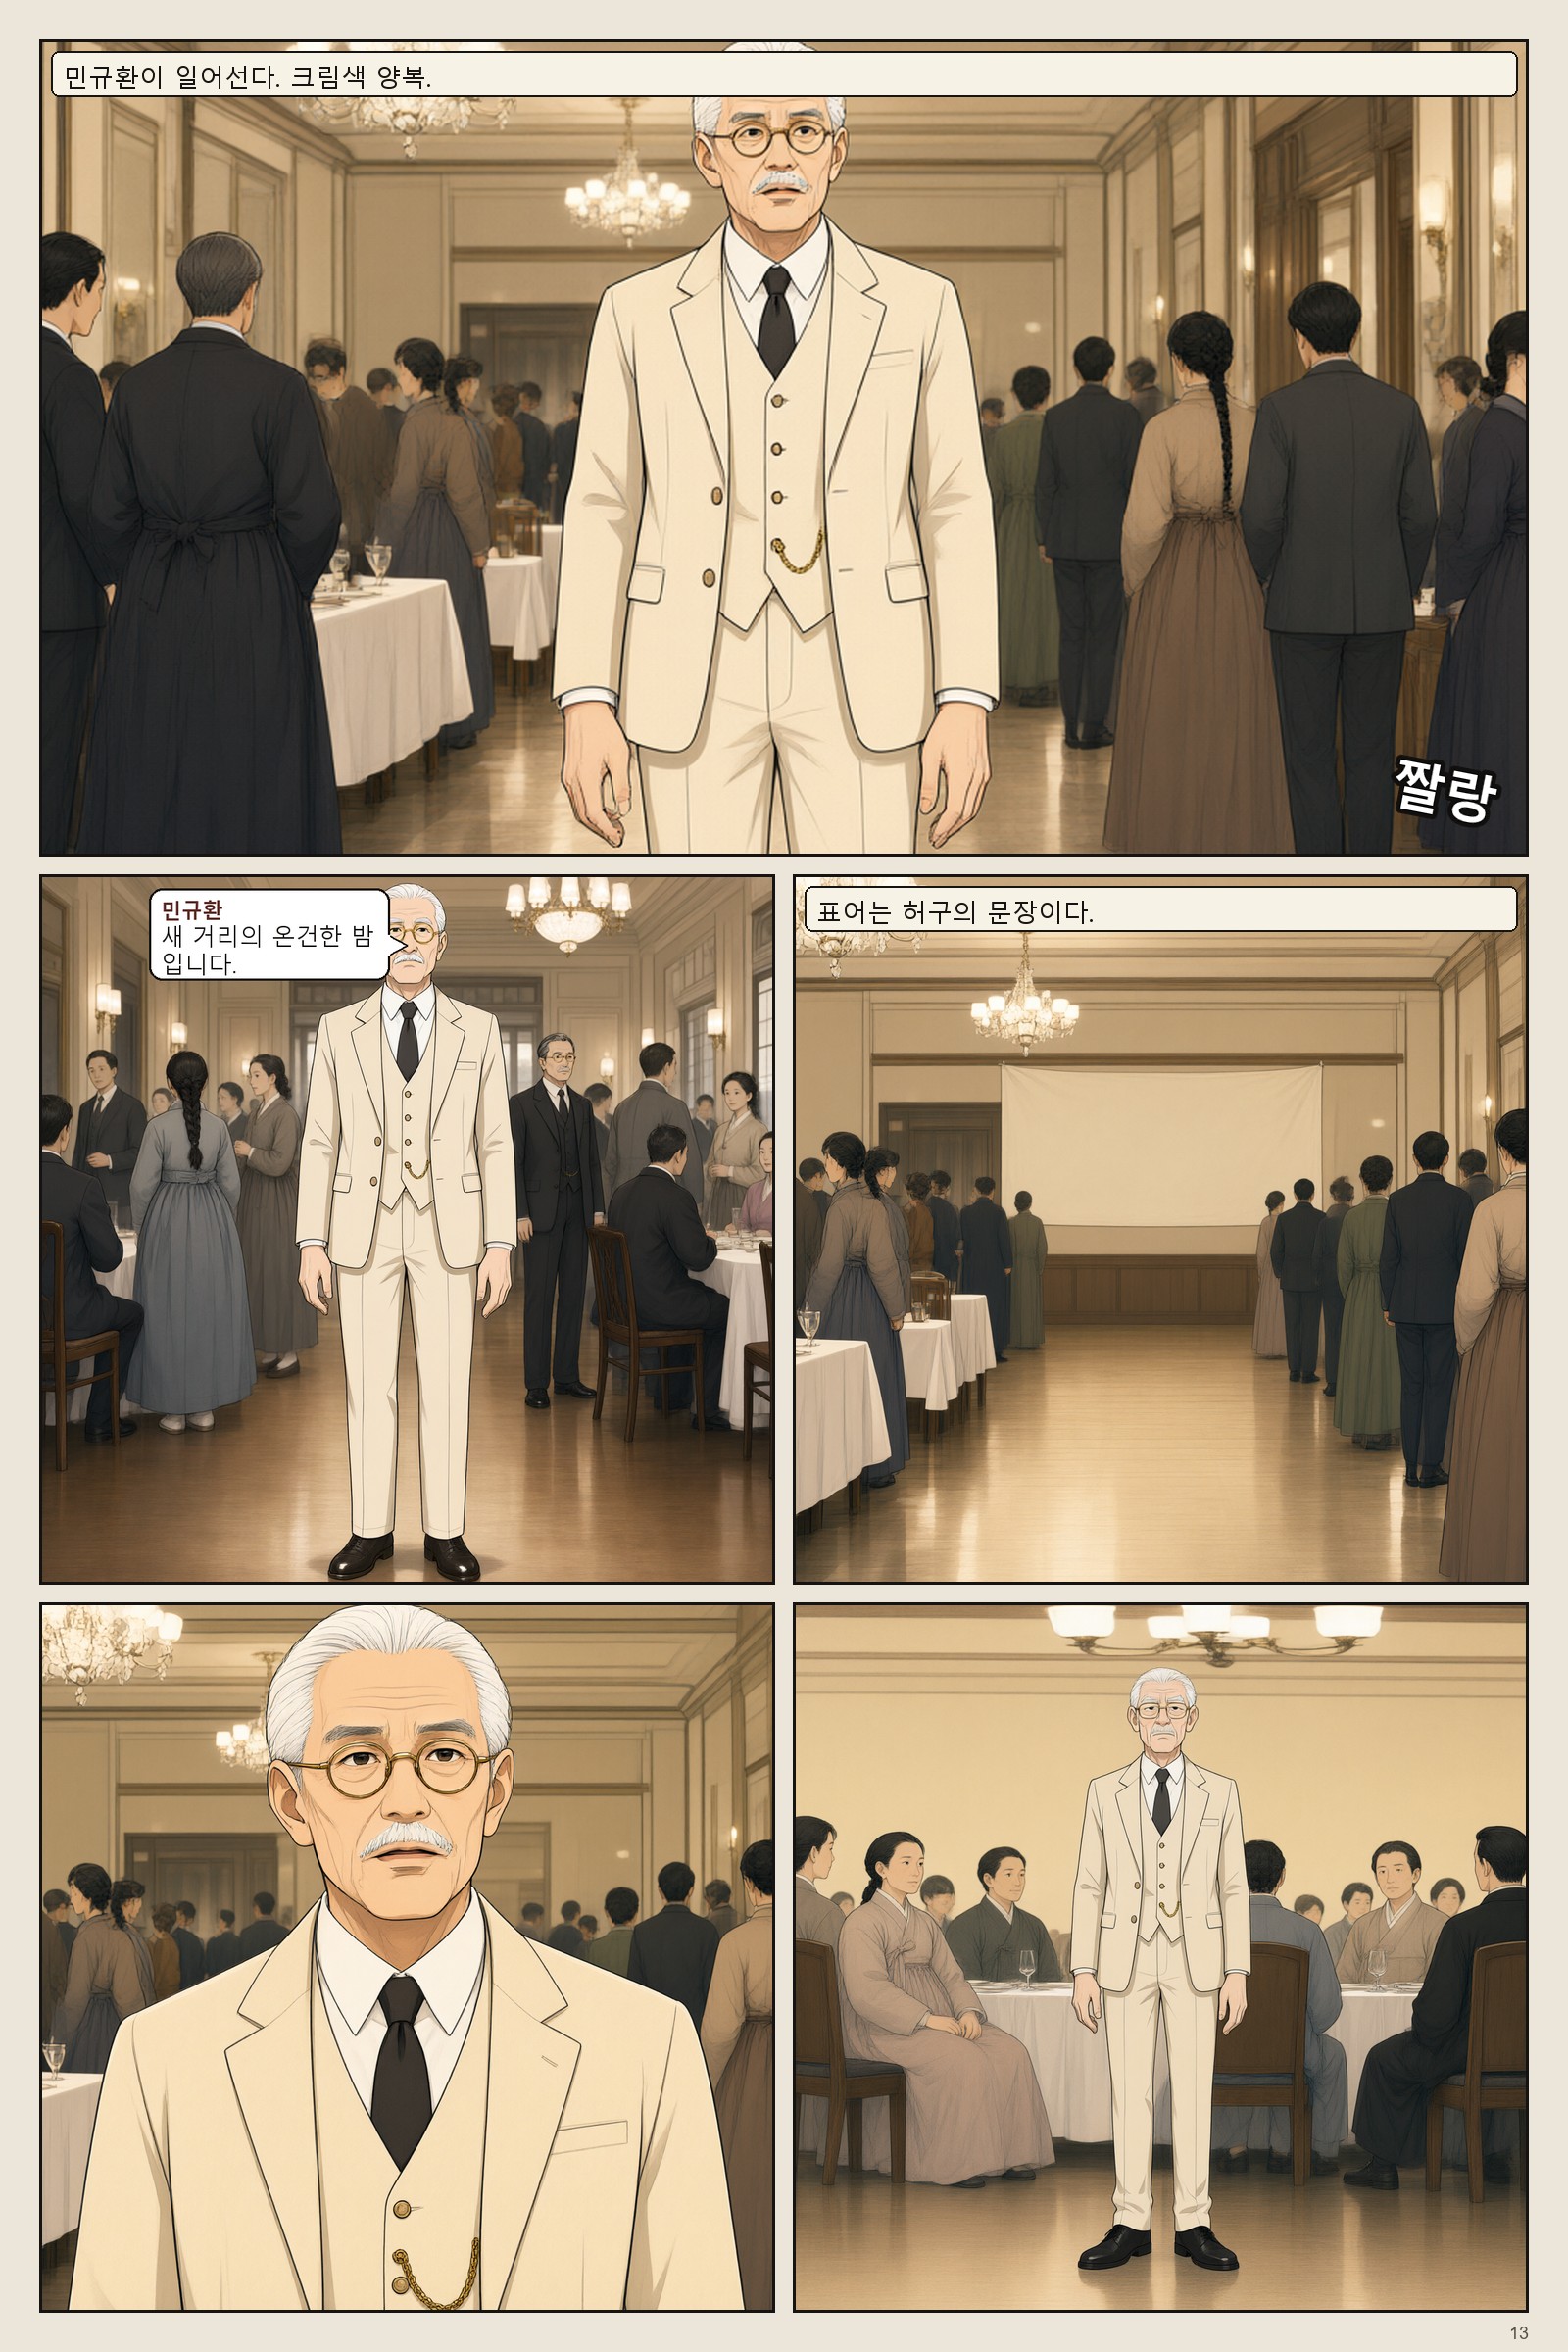 민규환이 일어선다. 크림색 양복.
짤랑
민규환
새 거리의 온건한 밤
입니다.
표어는 허구의 문장이다.
13